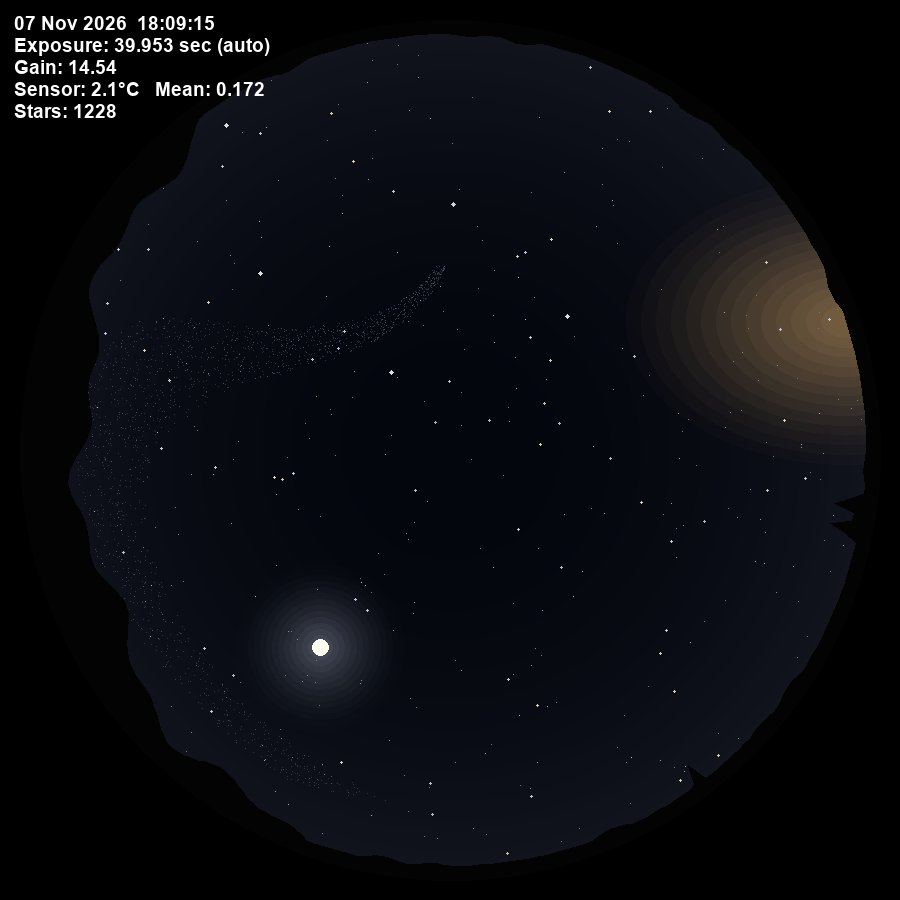 07 Nov 2026  18:09:15
Exposure: 39.953 sec (auto)
Gain: 14.54
Sensor: 2.1°C   Mean: 0.172
Stars: 1228